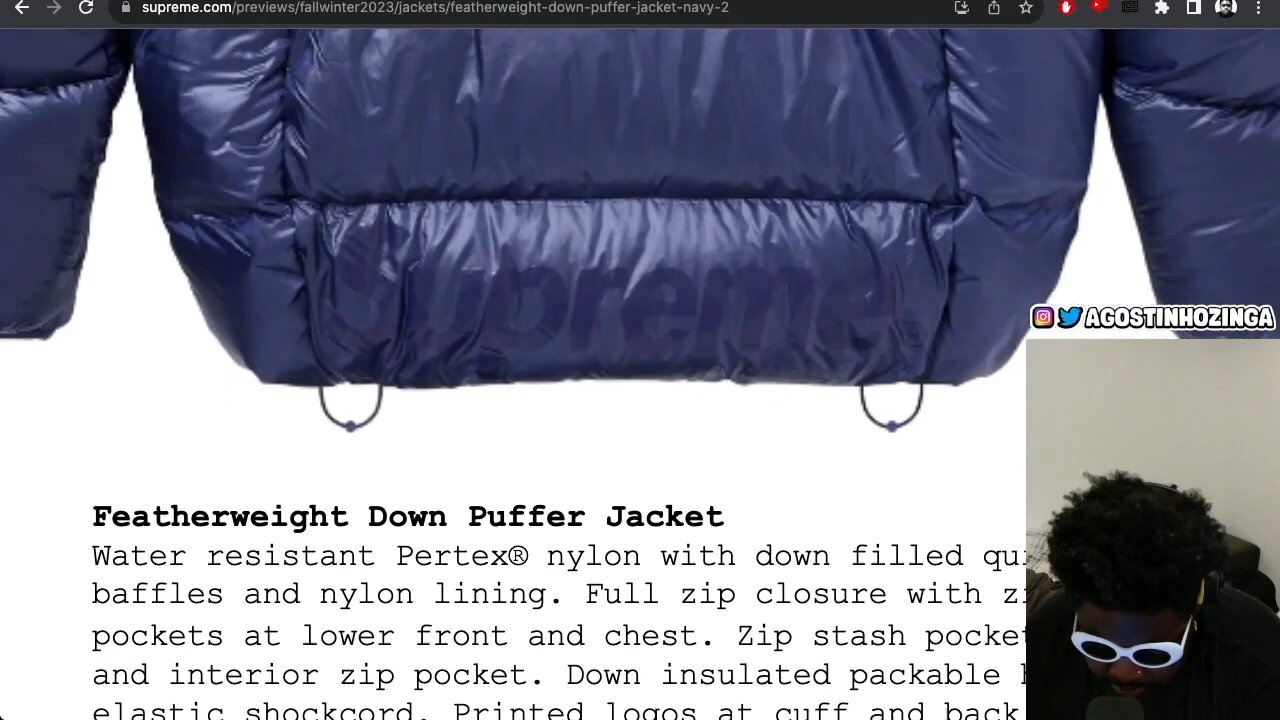 supreme.com/previews/fallwinter2023/jackets/featherweight-down-puffer-jacket-navy-2
Supreme
AGOSTINHOZINGA
Featherweight Down Puffer Jacket
Water resistant Pertex® nylon with down filled
baffles and nylon lining. Full zip closure with
pockets at lower front and chest. Zip stash pocket
and interior zip pocket. Down insulated packable
elastic shockcord. Printed logos at cuff and back